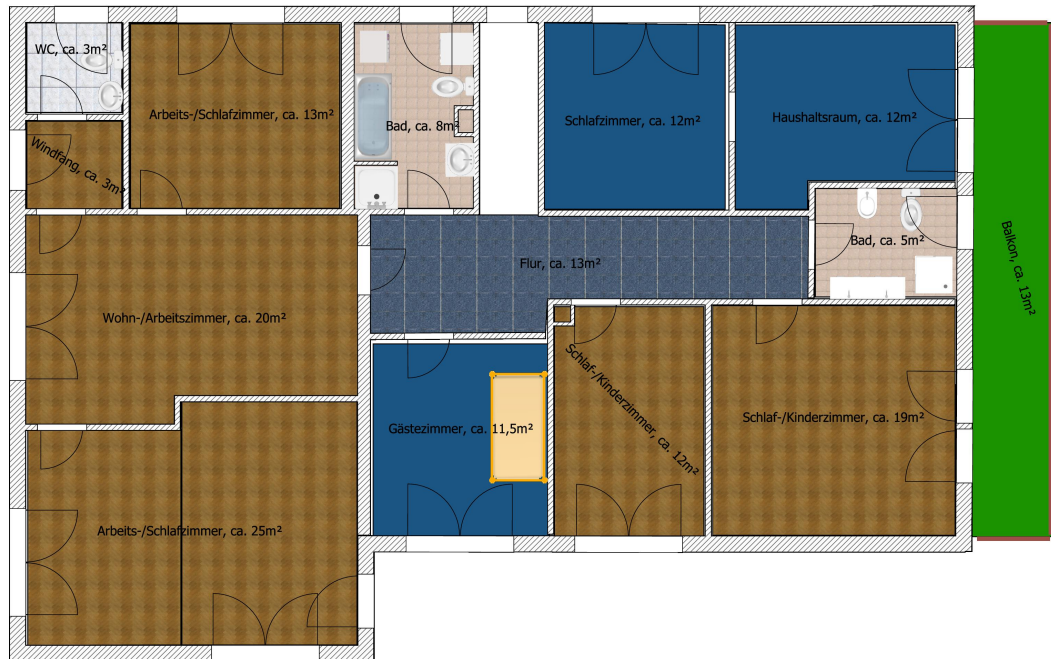 WC, ca. 3m²
Arbeits-/Schlafzimmer, ca. 13m²
Bad, ca. 8m²
Schlafzimmer, ca. 12m²
Haushaltsraum, ca. 12m²
Windfang, ca. 3m²
Bad, ca. 5m²
Flur, ca. 13m²
Balkon, ca. 13m²
Wohn-/Arbeitszimmer, ca. 20m²
Schlaf-/Kinderzimmer, ca. 12m²
Schlaf-/Kinderzimmer, ca. 19m²
Gästezimmer, ca. 11,5m²
Arbeits-/Schlafzimmer, ca. 25m²